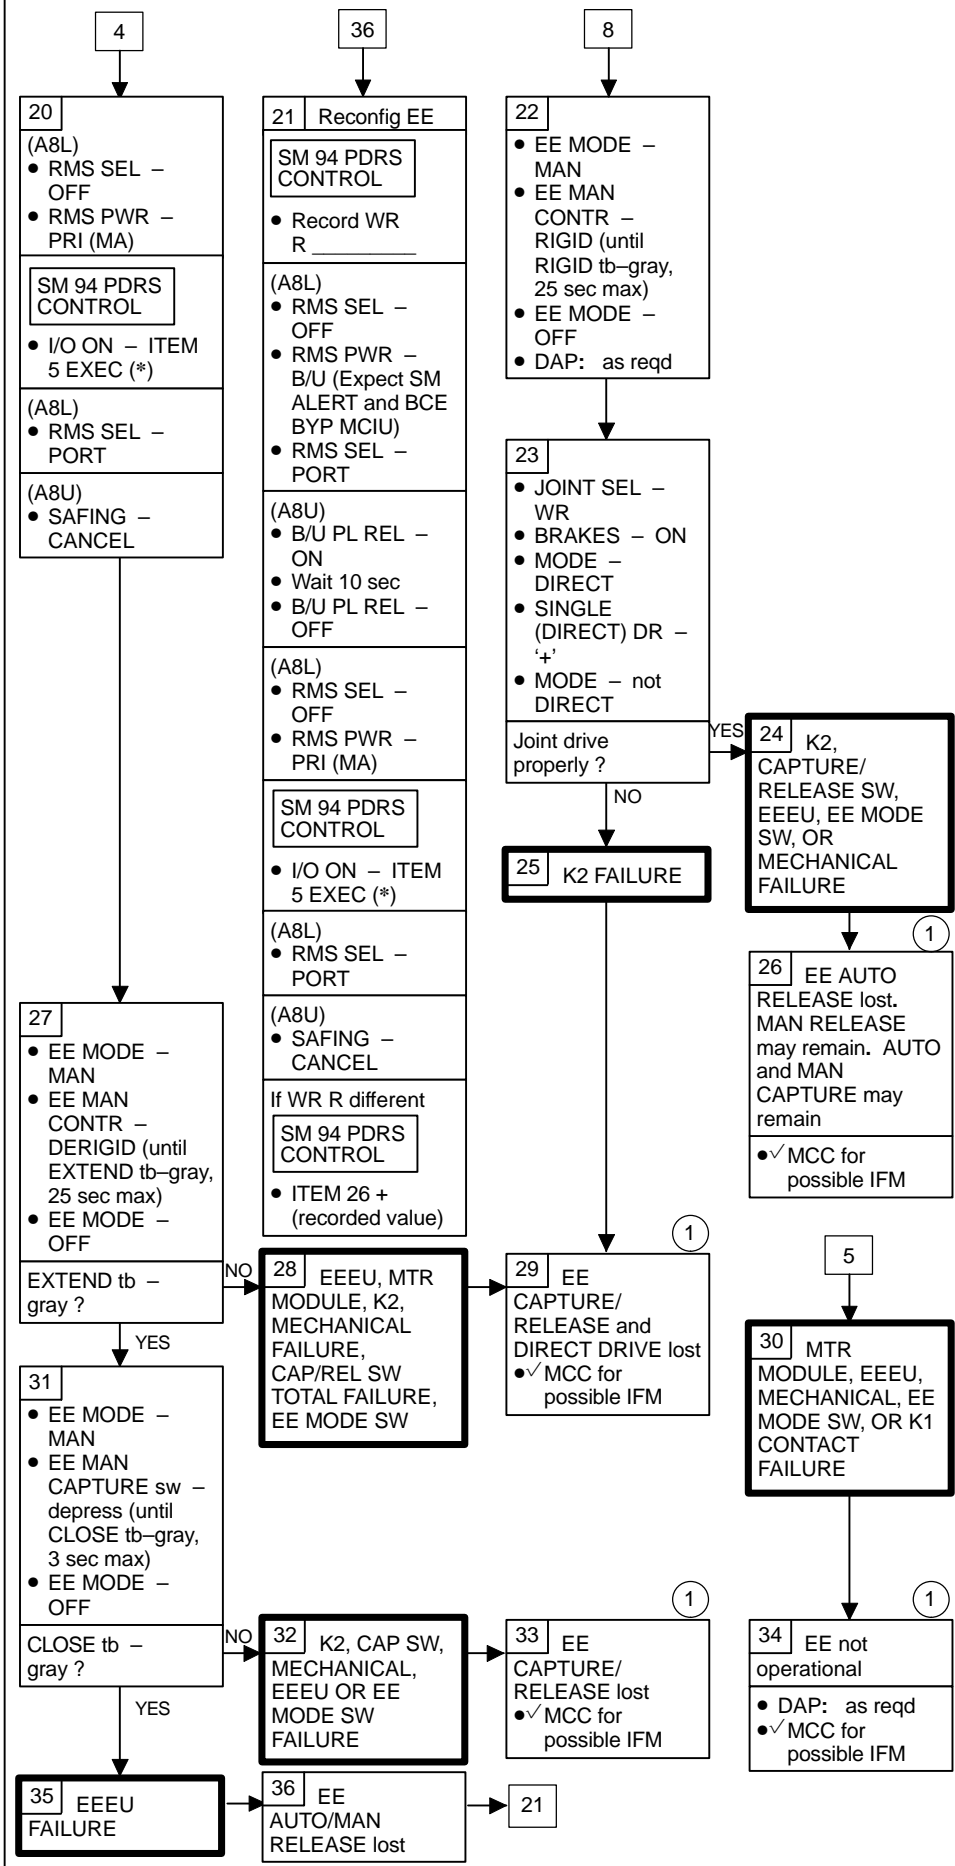 4
20
(A8L)
● RMS SEL – OFF
● RMS PWR – PRI (MA)
SM 94 PDRS
CONTROL
● I/O ON – ITEM
5 EXEC (*)
(A8L)
● RMS SEL –
PORT
(A8U)
● SAFING –
CANCEL
27
● EE MODE –
MAN
● EE MAN
CONTR –
DERIGID (until
EXTEND tb–gray,
25 sec max)
● EE MODE –
OFF
EXTEND tb –
gray ?
NO
YES
31
● EE MODE –
MAN
● EE MAN
CAPTURE sw –
depress (until
CLOSE tb–gray,
3 sec max)
● EE MODE –
OFF
CLOSE tb –
gray ?
NO
YES
35 EEEU
FAILURE
36
21 Reconfig EE
SM 94 PDRS
CONTROL
● Record WR
R _________
(A8L)
● RMS SEL –
OFF
● RMS PWR –
B/U (Expect SM
ALERT and BCE
BYP MCIU)
● RMS SEL –
PORT
(A8U)
● B/U PL REL –
ON
● Wait 10 sec
● B/U PL REL –
OFF
(A8L)
● RMS SEL –
OFF
● RMS PWR –
PRI (MA)
SM 94 PDRS
CONTROL
● I/O ON – ITEM
5 EXEC (*)
(A8L)
● RMS SEL –
PORT
(A8U)
● SAFING –
CANCEL
If WR R different
SM 94 PDRS
CONTROL
● ITEM 26 +
(recorded value)
28 EEEU, MTR
MODULE, K2,
MECHANICAL
FAILURE,
CAP/REL SW
TOTAL FAILURE,
EE MODE SW
32 K2, CAP SW,
MECHANICAL,
EEEU OR EE
MODE SW
FAILURE
36 EE
AUTO/MAN
RELEASE lost
21
8
22
● EE MODE –
MAN
● EE MAN
CONTR –
RIGID (until
RIGID tb–gray,
25 sec max)
● EE MODE –
OFF
● DAP: as reqd
23
● JOINT SEL –
WR
● BRAKES – ON
● MODE –
DIRECT
● SINGLE
(DIRECT) DR –
‘+’
● MODE – not
DIRECT
Joint drive
properly ?
YES
NO
25 K2 FAILURE
1
29 EE
CAPTURE/
RELEASE and
DIRECT DRIVE lost
●✓MCC for
possible IFM
1
33 EE
CAPTURE/
RELEASE lost
●✓MCC for
possible IFM
24 K2,
CAPTURE/
RELEASE SW,
EEEU, EE MODE
SW, OR
MECHANICAL
FAILURE
1
26 EE AUTO
RELEASE lost.
MAN RELEASE
may remain. AUTO
and MAN
CAPTURE may
remain
●✓MCC for
possible IFM
5
30 MTR
MODULE, EEEU,
MECHANICAL, EE
MODE SW, OR K1
CONTACT
FAILURE
1
34 EE not
operational
● DAP: as reqd
●✓MCC for
possible IFM